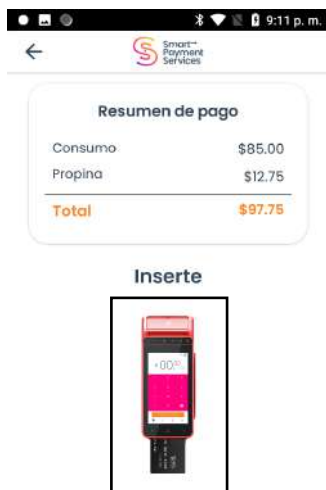 9:11 p. m.
Smart
Payment
Services
Resumen de pago
Consumo $85.00
Propina $12.75
Total $97.75
Inserte